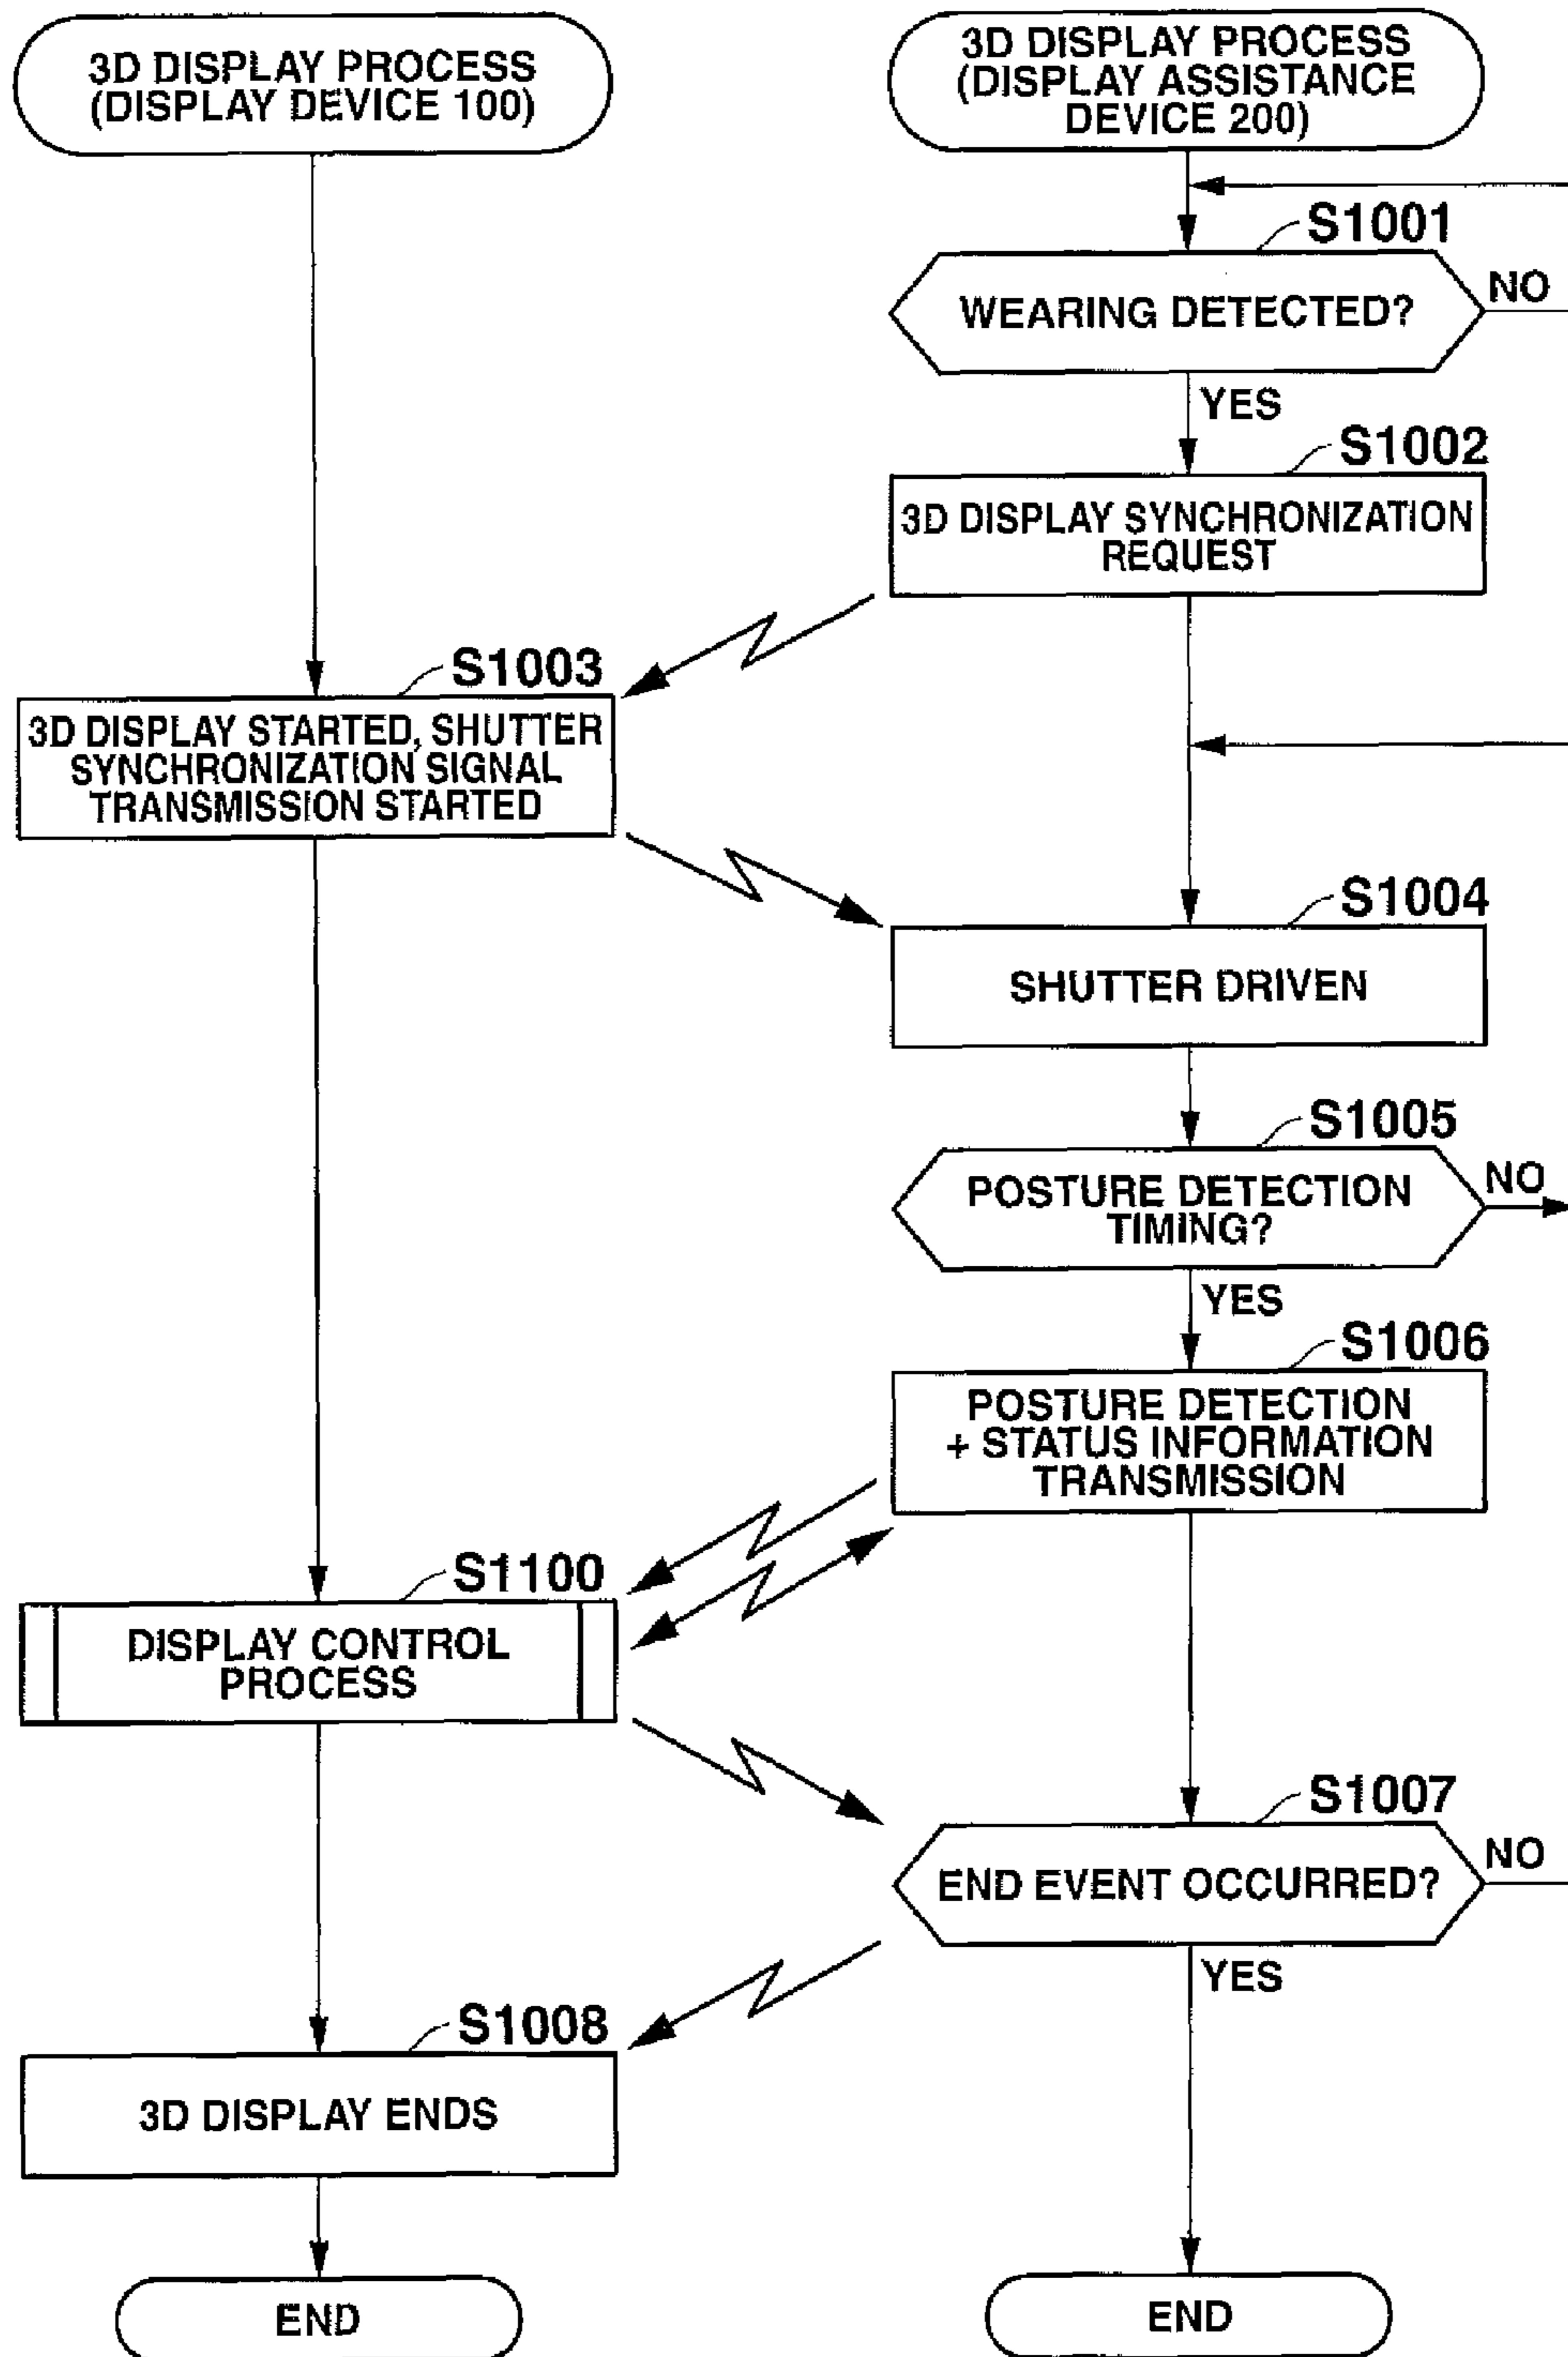 3D DISPLAY PROCESS
(DISPLAY DEVICE 100)
3D DISPLAY PROCESS
(DISPLAY ASSISTANCE
DEVICE 200)
S1001
WEARING DETECTED?
NO
YES
S1002
3D DISPLAY SYNCHRONIZATION
REQUEST
S1003
3D DISPLAY STARTED, SHUTTER
SYNCHRONIZATION SIGNAL
TRANSMISSION STARTED
S1004
SHUTTER DRIVEN
S1005
POSTURE DETECTION
TIMING?
NO
YES
S1006
POSTURE DETECTION
+ STATUS INFORMATION
TRANSMISSION
S1100
DISPLAY CONTROL
PROCESS
S1007
END EVENT OCCURRED?
NO
YES
S1008
3D DISPLAY ENDS
END
END